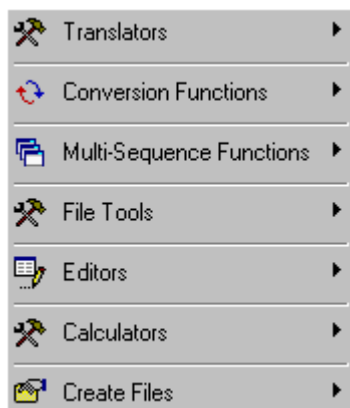 Translators
Conversion Functions
Multi-Sequence Functions
File Tools
Editors
Calculators
Create Files